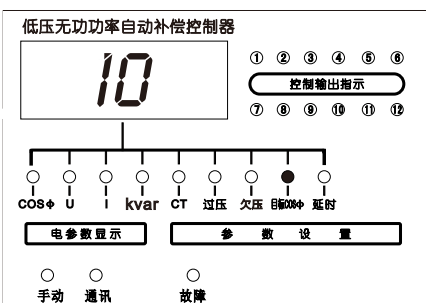 低压无功功率自动补偿控制器
10
① ② ③ ④ ⑤ ⑥
控制输出指示
⑦ ⑧ ⑨ ⑩ ⑪ ⑫
COSΦ U I kvar CT 过压 欠压 目标COSΦ 延时
电参数显示 参数设置
手动 通讯 故障